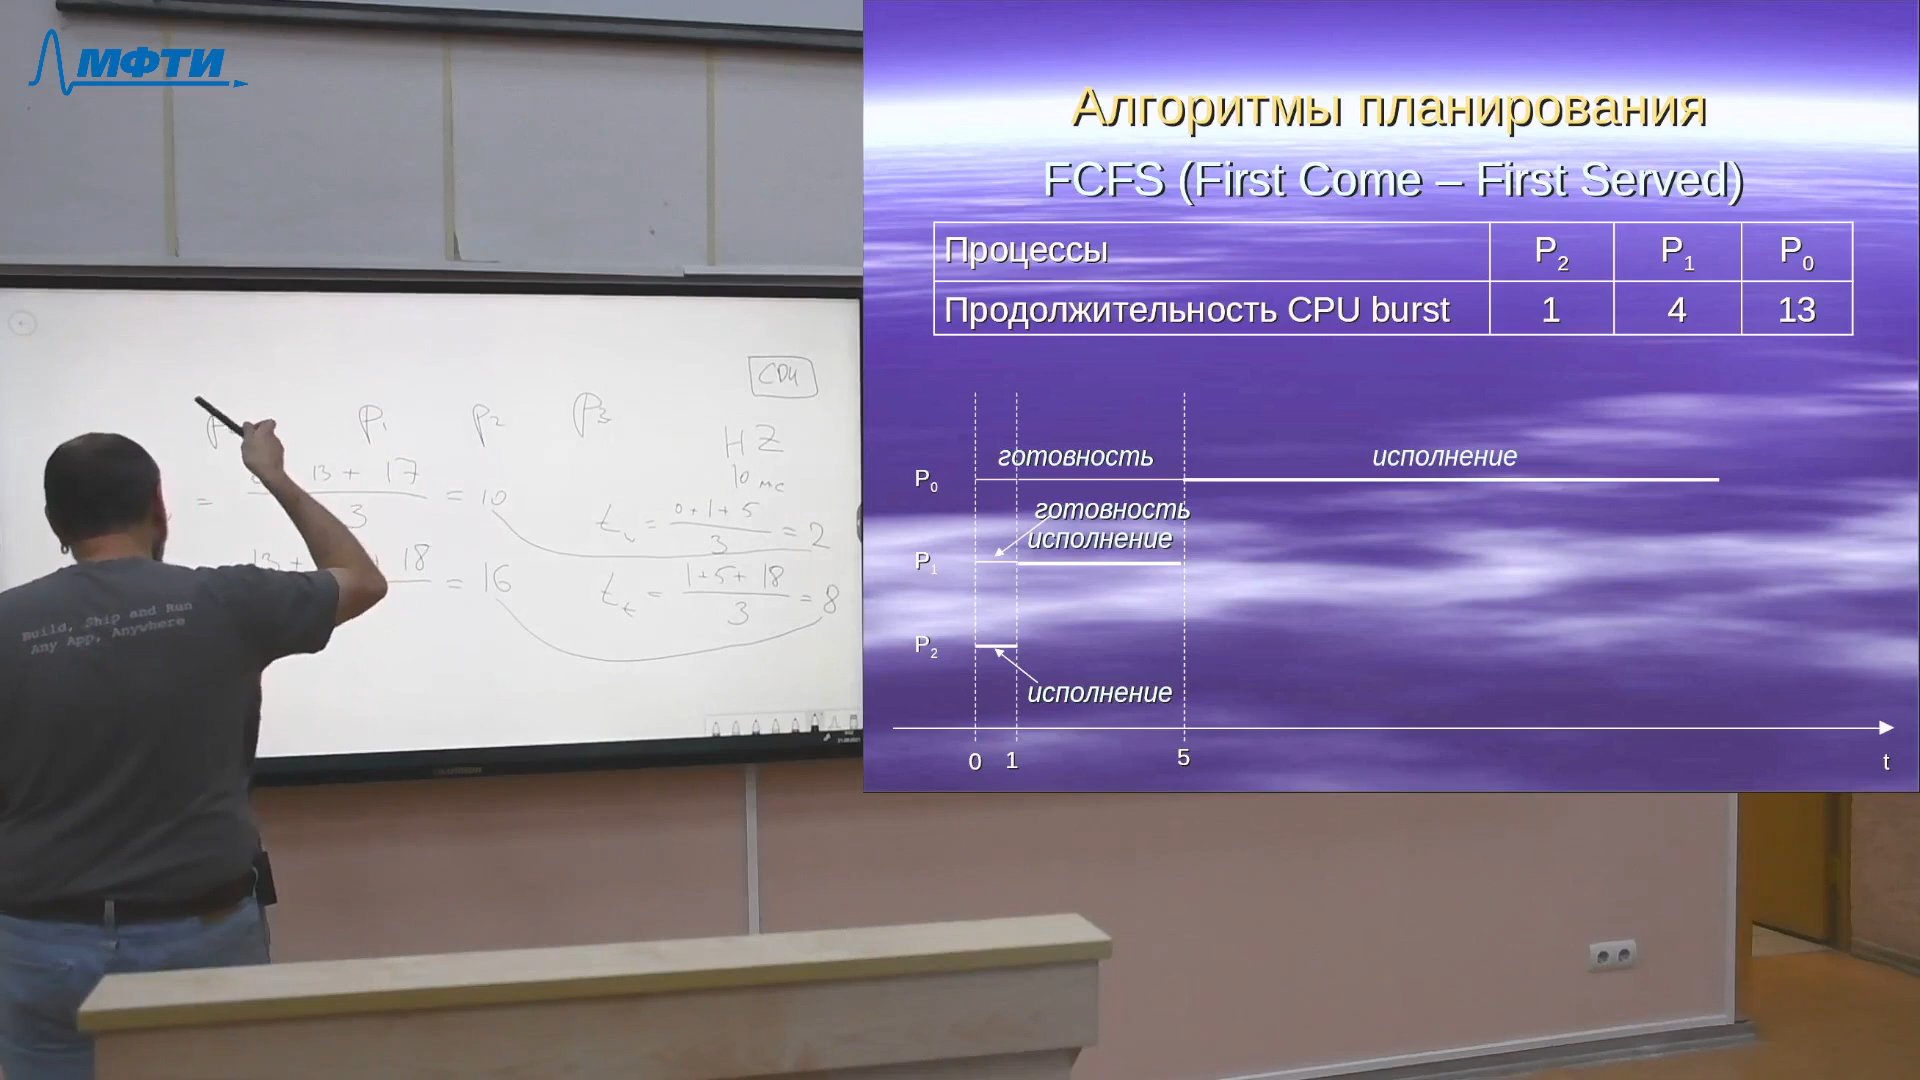 МФТИ
Алгоритмы планирования
FCFS (First Come – First Served)
Процессы P2 P1 P0
Продолжительность CPU burst 1 4 13
готовность исполнение
P0
готовность
исполнение
P1
P2
исполнение
0 1 5 t
P1 P2 P3
HZ
10 мс
= 13 + 17 / 3 = 10
18 = 16
tw = 0+1+5 / 3 = 2
tt = 1+5+18 / 3 = 8
Build, Ship and Run
Any App, Anywhere